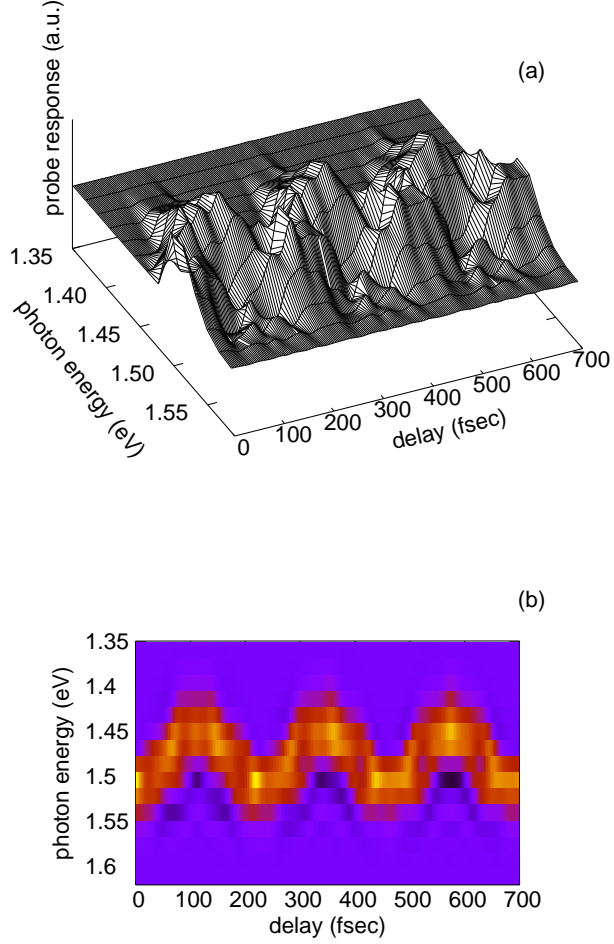 (a)
probe response (a.u.)
1.35
1.40
1.45
1.50
1.55
photon energy (eV)
0
100
200
300
400
500
600
700
delay (fsec)
(b)
1.35
1.4
1.45
1.5
1.55
1.6
photon energy (eV)
0 100 200 300 400 500 600 700
delay (fsec)